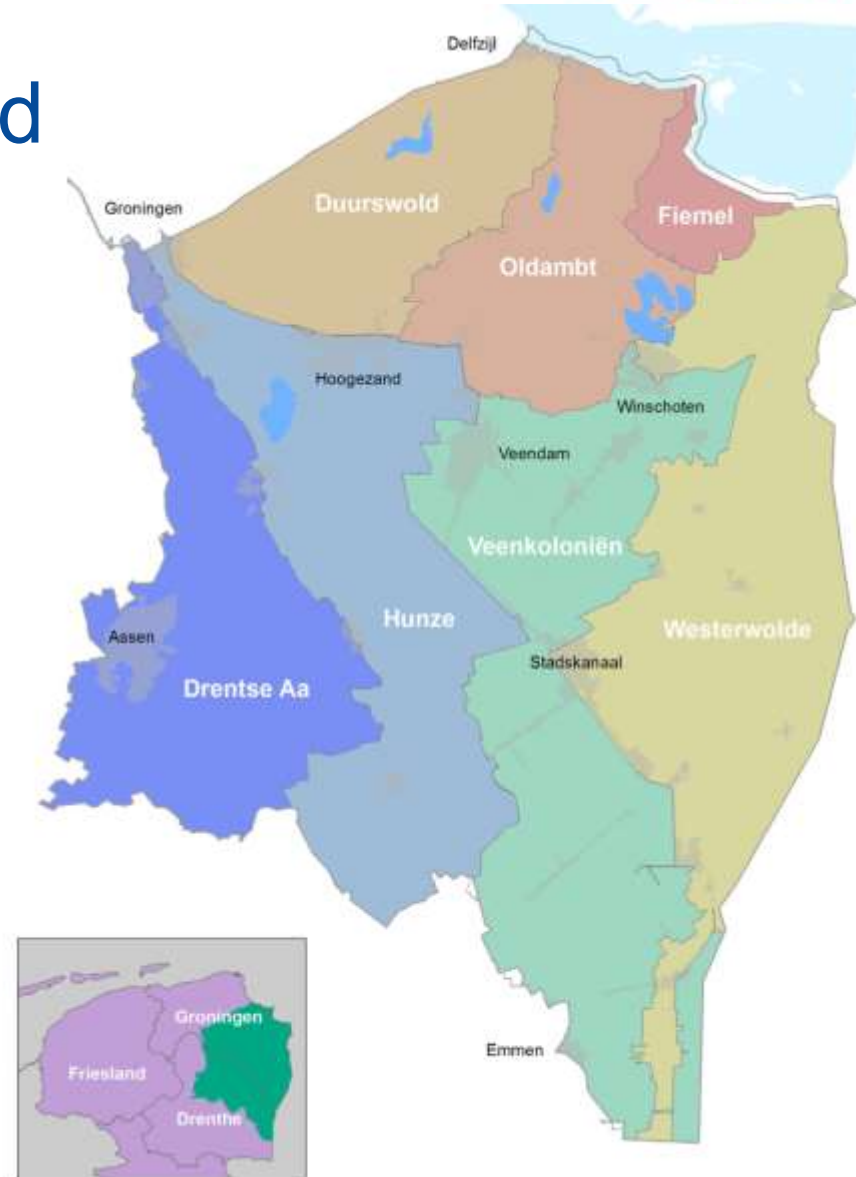 d
Delfzijl
Groningen
Duurswold
Fiemel
Oldambt
Hoogezand
Winschoten
Veendam
Veenkoloniën
Hunze
Westerwolde
Assen
Stadskanaal
Drentse Aa
Groningen
Emmen
Friesland
Drenthe